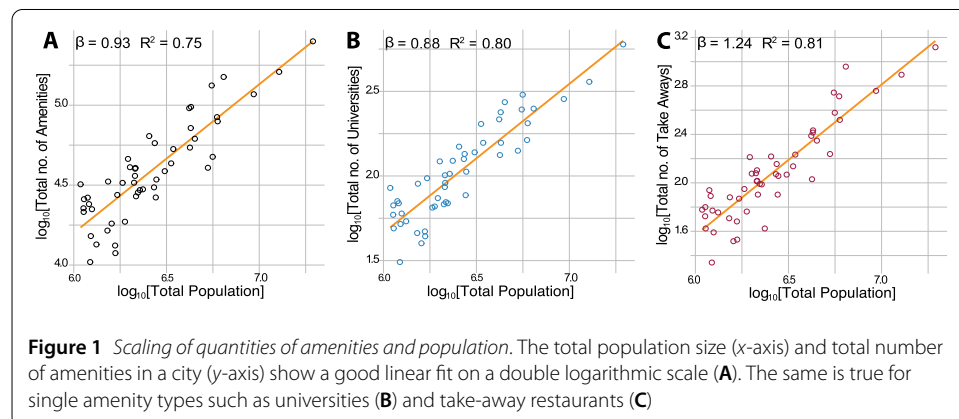 A β = 0.93 R² = 0.75
log₁₀[Total no. of Amenities]
5.0
4.5
4.0
6.0 6.5 7.0
log₁₀[Total Population]
B β = 0.88 R² = 0.80
log₁₀[Total no. of Universities]
2.5
2.0
1.5
6.0 6.5 7.0
log₁₀[Total Population]
C β = 1.24 R² = 0.81
log₁₀[Total no. of Take Aways]
3.2
2.8
2.4
2.0
1.6
6.0 6.5 7.0
log₁₀[Total Population]
Figure 1 Scaling of quantities of amenities and population. The total population size (x-axis) and total number
of amenities in a city (y-axis) show a good linear fit on a double logarithmic scale (A). The same is true for
single amenity types such as universities (B) and take-away restaurants (C)